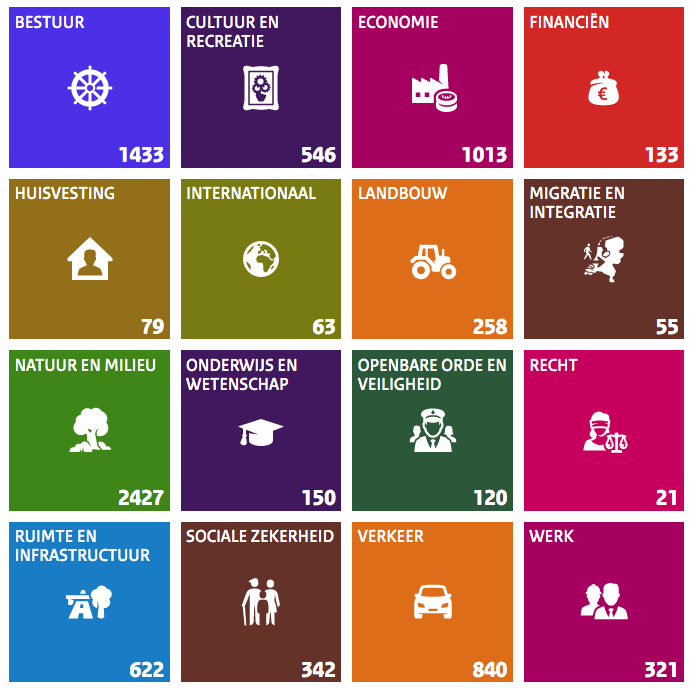 BESTUUR
1433
CULTUUR EN
RECREATIE
546
ECONOMIE
1013
FINANCIËN
€
133
HUISVESTING
79
INTERNATIONAAL
63
LANDBOUW
258
MIGRATIE EN
INTEGRATIE
55
NATUUR EN MILIEU
2427
ONDERWIJS EN
WETENSCHAP
150
OPENBARE ORDE EN
VEILIGHEID
120
RECHT
21
RUIMTE EN
INFRASTRUCTUUR
622
SOCIALE ZEKERHEID
342
VERKEER
840
WERK
321